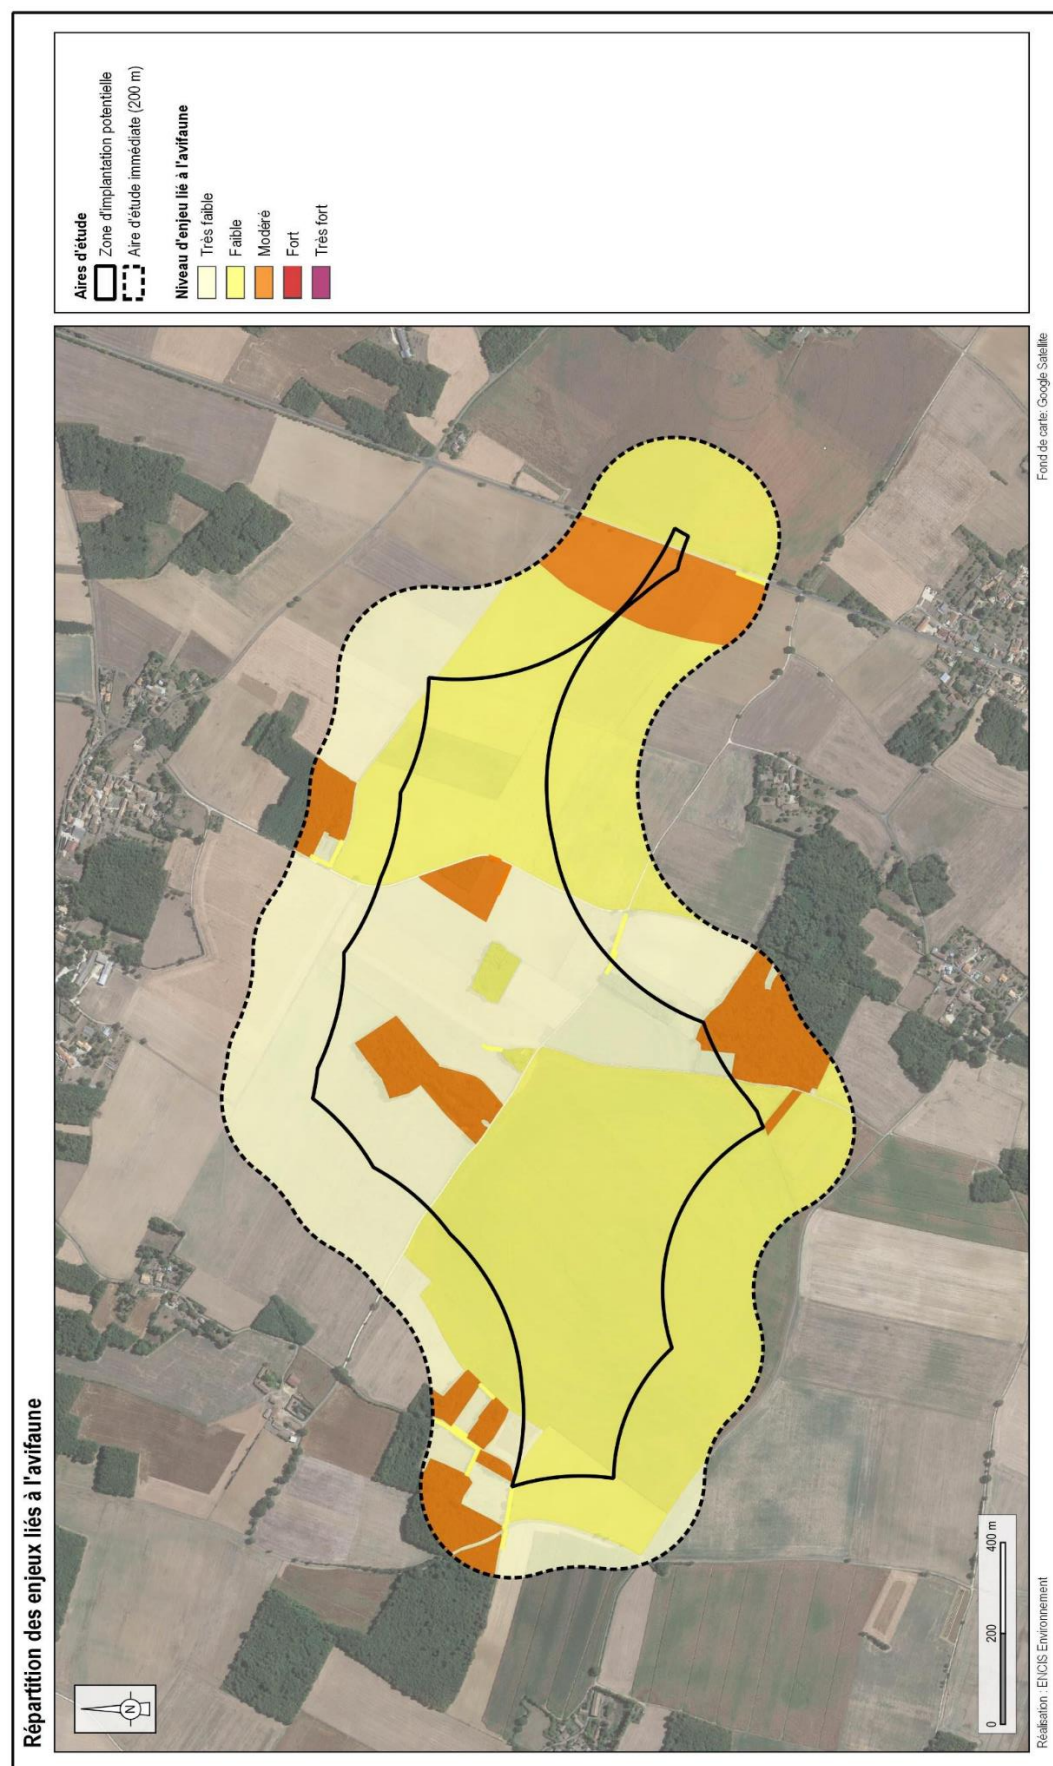 Répartition des enjeux liés à l'avifaune
N
0 200 400 m
Aires d'étude
Zone d'implantation potentielle
Aire d'étude immédiate (200 m)
Niveau d'enjeu lié à l'avifaune
Très faible
Faible
Modéré
Fort
Très fort
Réalisation : ENCIS Environnement
Fond de carte: Google Satellite